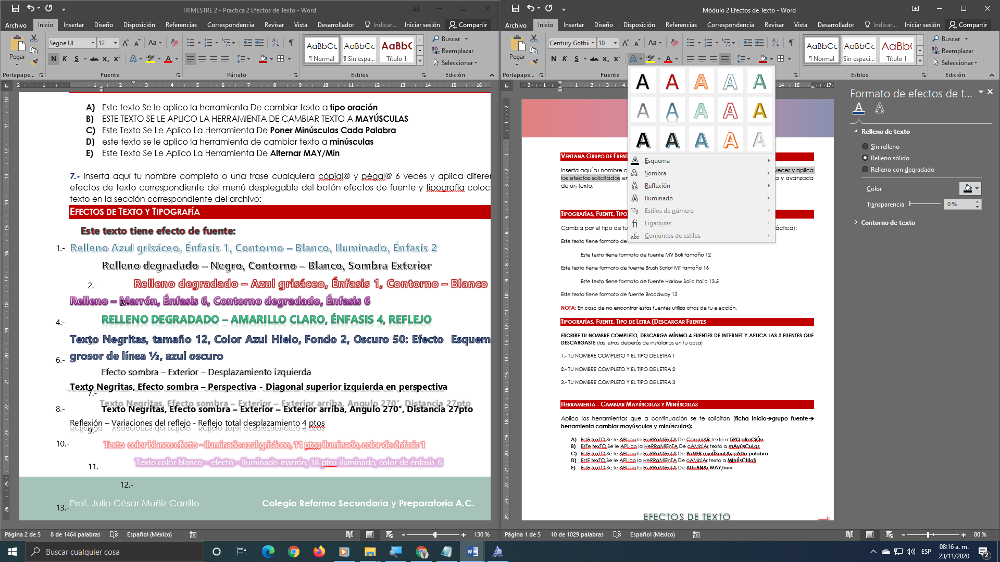 TRIMESTRE 2 - Practica 2 Efectos de Texto - Word
Archivo Inicio Insertar Diseño Disposición Referencias Correspondencia Revisar Vista Desarrollador Indicar... Iniciar sesión Compartir
Pegar
Segoe UI 12
Aa
N K S abc x₂ x²
AaBbCc AaBbCc AaBbC
¶ Normal ¶ Sin espa... Título 1
Buscar
Reemplazar
Seleccionar
Portapape... Fuente Párrafo Estilos Edición
A) Este texto Se le aplico la herramienta De cambiar texto a tipo oración
B) ESTE TEXTO SE LE APLICO LA HERRAMIENTA DE CAMBIAR TEXTO A MAYÚSCULAS
C) Este Texto Se Le Aplico La Herramienta De Poner Minúsculas Cada Palabra
D) este texto se le aplico la herramienta de cambiar texto a minúsculas
E) Este Texto Se Le Aplico La Herramienta De Alternar MAY/Min
7.- Inserta aquí tu nombre completo o una frase cualquiera cópial@ y pégal@ 6 veces y aplica diferen
efectos de texto correspondiente del menú desplegable del botón efectos de fuente y tipografia coloc
texto en la sección correspondiente del archivo:
EFECTOS DE TEXTO Y TIPOGRAFÍA
Este texto tiene efecto de fuente:
1.- Relleno Azul grisáceo, Énfasis 1, Contorno – Blanco, Iluminado, Énfasis 2
Relleno degradado – Negro, Contorno – Blanco, Sombra Exterior
2.- Relleno degradado – Azul grisáceo, Énfasis 1, Contorno – Blanco
3.- Relleno – Marrón, Énfasis 6, Contorno degradado, Énfasis 6
4.- RELLENO DEGRADADO – AMARILLO CLARO, ÉNFASIS 4, REFLEJO
5.- Texto Negritas, tamaño 12, Color Azul Hielo, Fondo 2, Oscuro 50: Efecto Esquem
6.- grosor de línea ½, azul oscuro
Efecto sombra – Exterior – Desplazamiento izquierda
Texto Negritas, Efecto sombra – Perspectiva - Diagonal superior izquierda en perspectiva
7.-
8.- Texto Negritas, Efecto sombra – Exterior – Exterior arriba, Angulo 270°, Distancia 27pto
Reflexión – Variaciones del reflejo - Reflejo total desplazamiento 4 ptos
9.-
10.- Texto color blanco efecto - Iluminado azul grisáceo, 11 ptos iluminado, color de énfasis 1
11.- Texto color blanco – efecto – Iluminado marrón, 18 ptos iluminado, color de énfasis 6
12.-
13.- Prof. Julio César Muñiz Carrillo Colegio Reforma Secundaria y Preparatoria A.C.
Página 2 de 5 8 de 1464 palabras Español (México) 130 %
Módulo 2 Efectos de Texto - Word
Archivo Inicio Insertar Diseño Disposición Referencias Correspondencia Revisar Vista Desarrollador Indicar... Iniciar sesión Compartir
Pegar
Century Gothi 10
Aa
N K S abc x₂ x²
AaBbCc AaBbCc AaBb(
¶ Normal Sin espaci... Título 1
Buscar
Reemplazar
Seleccionar
Portapape... Fuente Estilos Edición
Esquema
Sombra
Reflexión
Iluminado
Estilos de número
Ligaduras
Conjuntos de estilos
VENTANA GRUPO DE FUENT
Inserta aquí tu nombre c veces y aplica
los efectos solicitados en a y avanzada
de un texto.
TIPOGRAFÍAS, FUENTE, TIPO
Cambia por el tipo de fu áctica):
Este texto tiene formato de
Este texto tiene formato de fuente MV Boli tamaño 12
Este texto tiene formato de fuente Brush Script MT tamaño 16
Este texto tiene formato de fuente Harlow Solid Italic 13.5
Este texto tiene formato de fuente Broadway 13
NOTA: En caso de no encontrar estas fuentes utiliza otras de tu elección,
TIPOGRAFÍAS, FUENTE, TIPO DE LETRA (DESCARGAR FUENTES
ESCRIBE TU NOMBRE COMPLETO, DESCARGA MÍNMO 4 FUENTES DE INTERNET Y APLICA LAS 3 FUENTES QUE
DESCARGASTE (las letras deberás de instalarlas en tu casa)
1.- TU NOMBRE COMPLETO Y EL TIPO DE LETRA 1
2.- TU NOMBRE COMPLETO Y EL TIPO DE LETRA 2
3.- TU NOMBRE COMPLETO Y EL TIPO DE LETRA 3
HERRAMIENTA - CAMBIAR MAYÚSCULAS Y MINÚSCULAS
Aplica las herramientas que a continuación se te solicitan (ficha inicio→grupo fuente→
herramienta cambiar mayúsculas y minúsculas):
A) EstE texTO Se le APLIco la HeRRaMiEnTA De CambiAR texto a TiPO oRaCiÓn
B) EsTe texTO Se le APLIco la HeRRaMiEnTA De cAMbiAr texto a mAyúsCuLas
C) EstE texTO Se le APLIco la HeRRaMiEnTA De PoNER minÚScuLAs cADa palabra
D) EstE texTO Se le APLIco la HeRRaMiEnTA De cAMbiAr texto a MInÚsCUlaS
E) EstE texTO Se le APLIco la HeRRaMiEnTA De AlTeRNAr MAY/min
EFECTOS DE TEXTO
Formato de efectos de t...
Relleno de texto
Sin relleno
Relleno sólido
Relleno con degradado
Color
Transparencia 0 %
Contorno de texto
Página 1 de 5 10 de 1029 palabras Español (México) 80 %
Buscar cualquier cosa
ESP
08:16 a. m.
23/11/2020
2